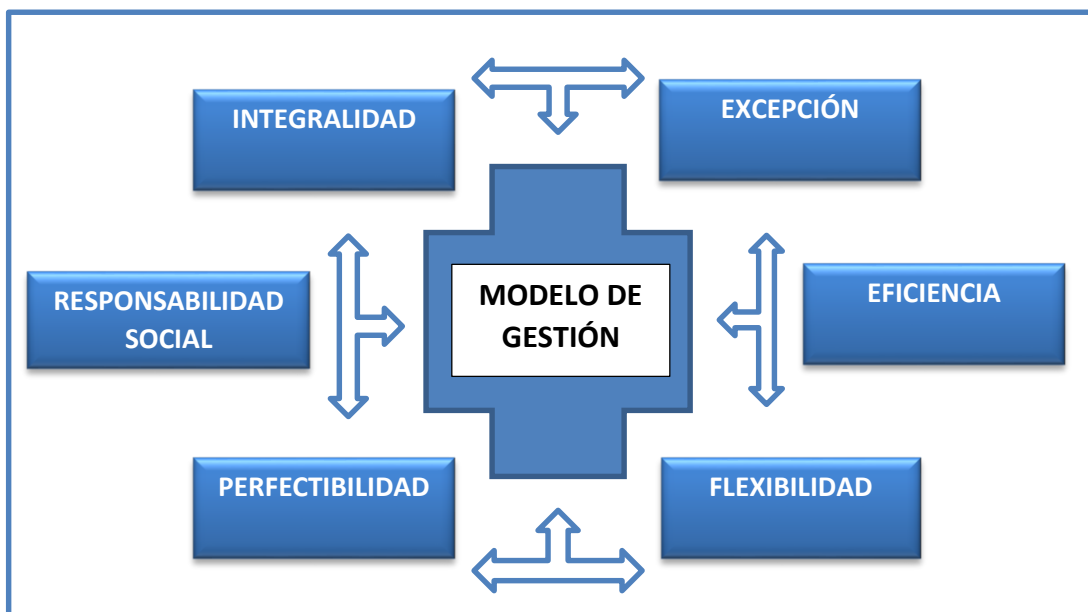 INTEGRALIDAD
EXCEPCIÓN
RESPONSABILIDAD
SOCIAL
MODELO DE
GESTIÓN
EFICIENCIA
PERFECTIBILIDAD
FLEXIBILIDAD